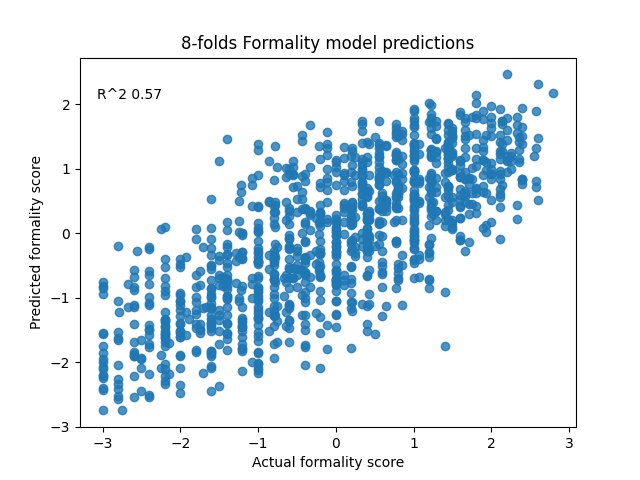 8-folds Formality model predictions
R^2 0.57
2
1
0
−1
−2
−3
Predicted formality score
−3 −2 −1 0 1 2 3
Actual formality score